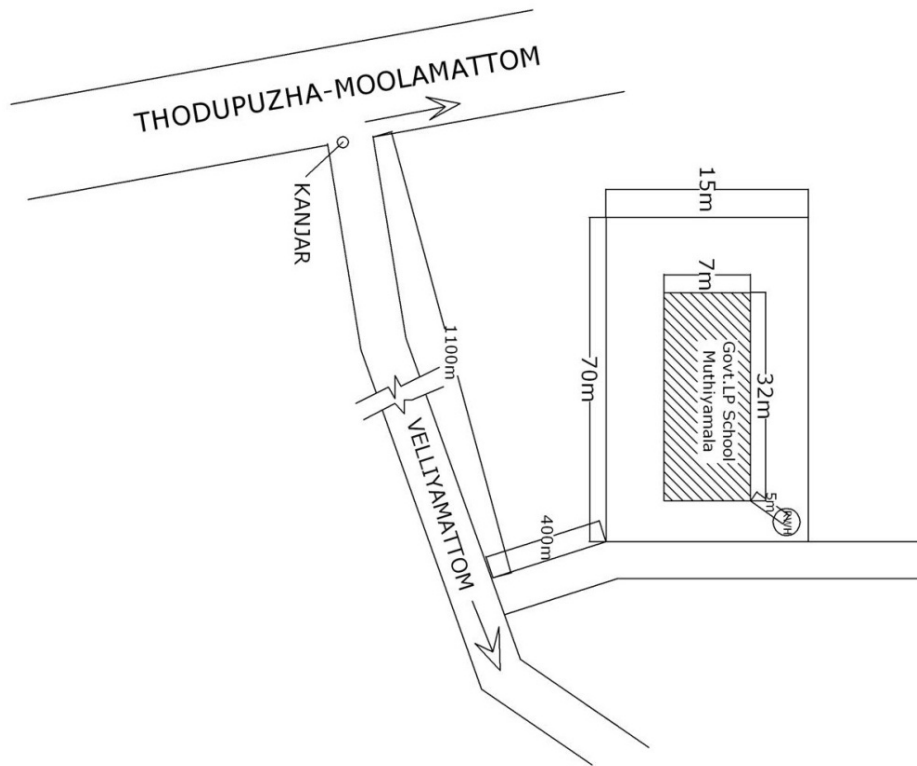 THODUPUZHA-MOOLAMATTOM
KANJAR
15m
7m
Govt.LP School
Muthiyamala
32m
70m
5m
RWH
1100m
VELLIYAMATTOM
400m